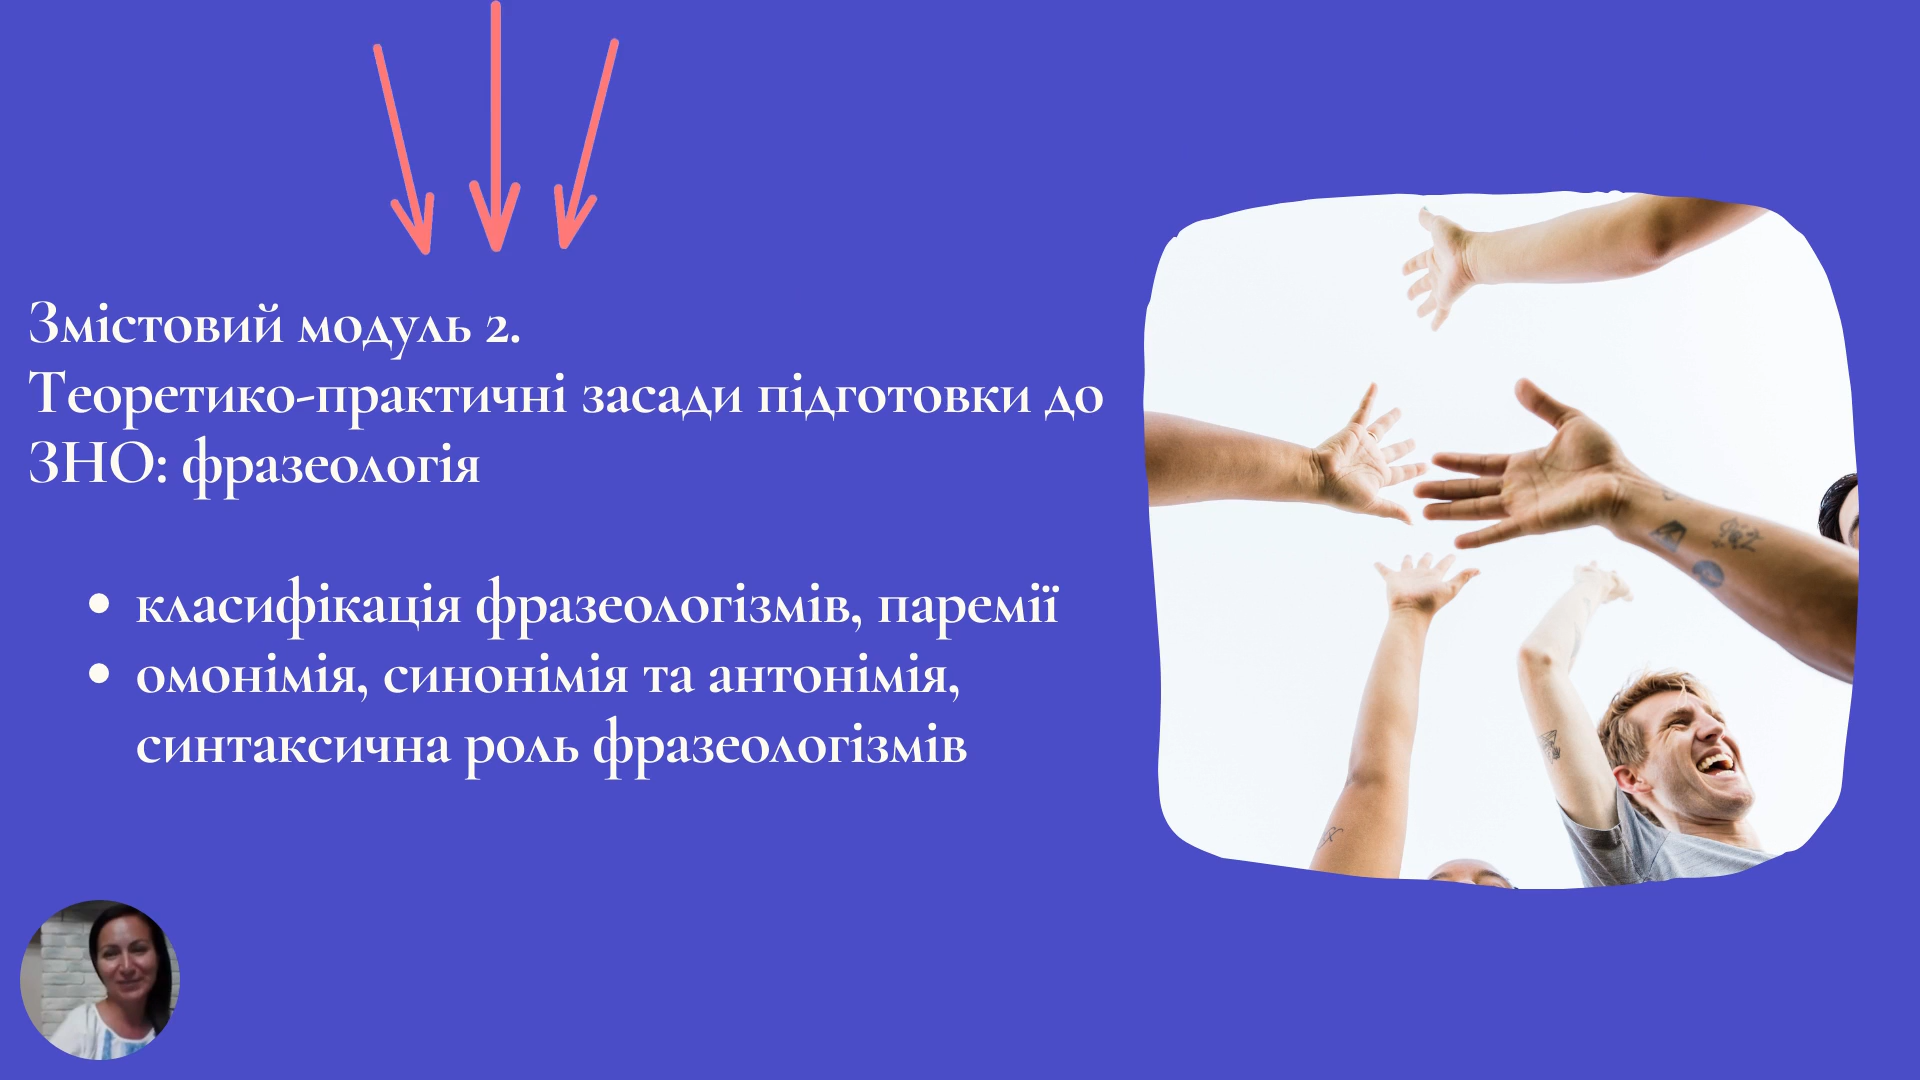 Змістовий модуль 2.
Теоретико-практичні засади підготовки до
ЗНО: фразеологія
• класифікація фразеологізмів, паремії
• омонімія, синонімія та антонімія,
синтаксична роль фразеологізмів